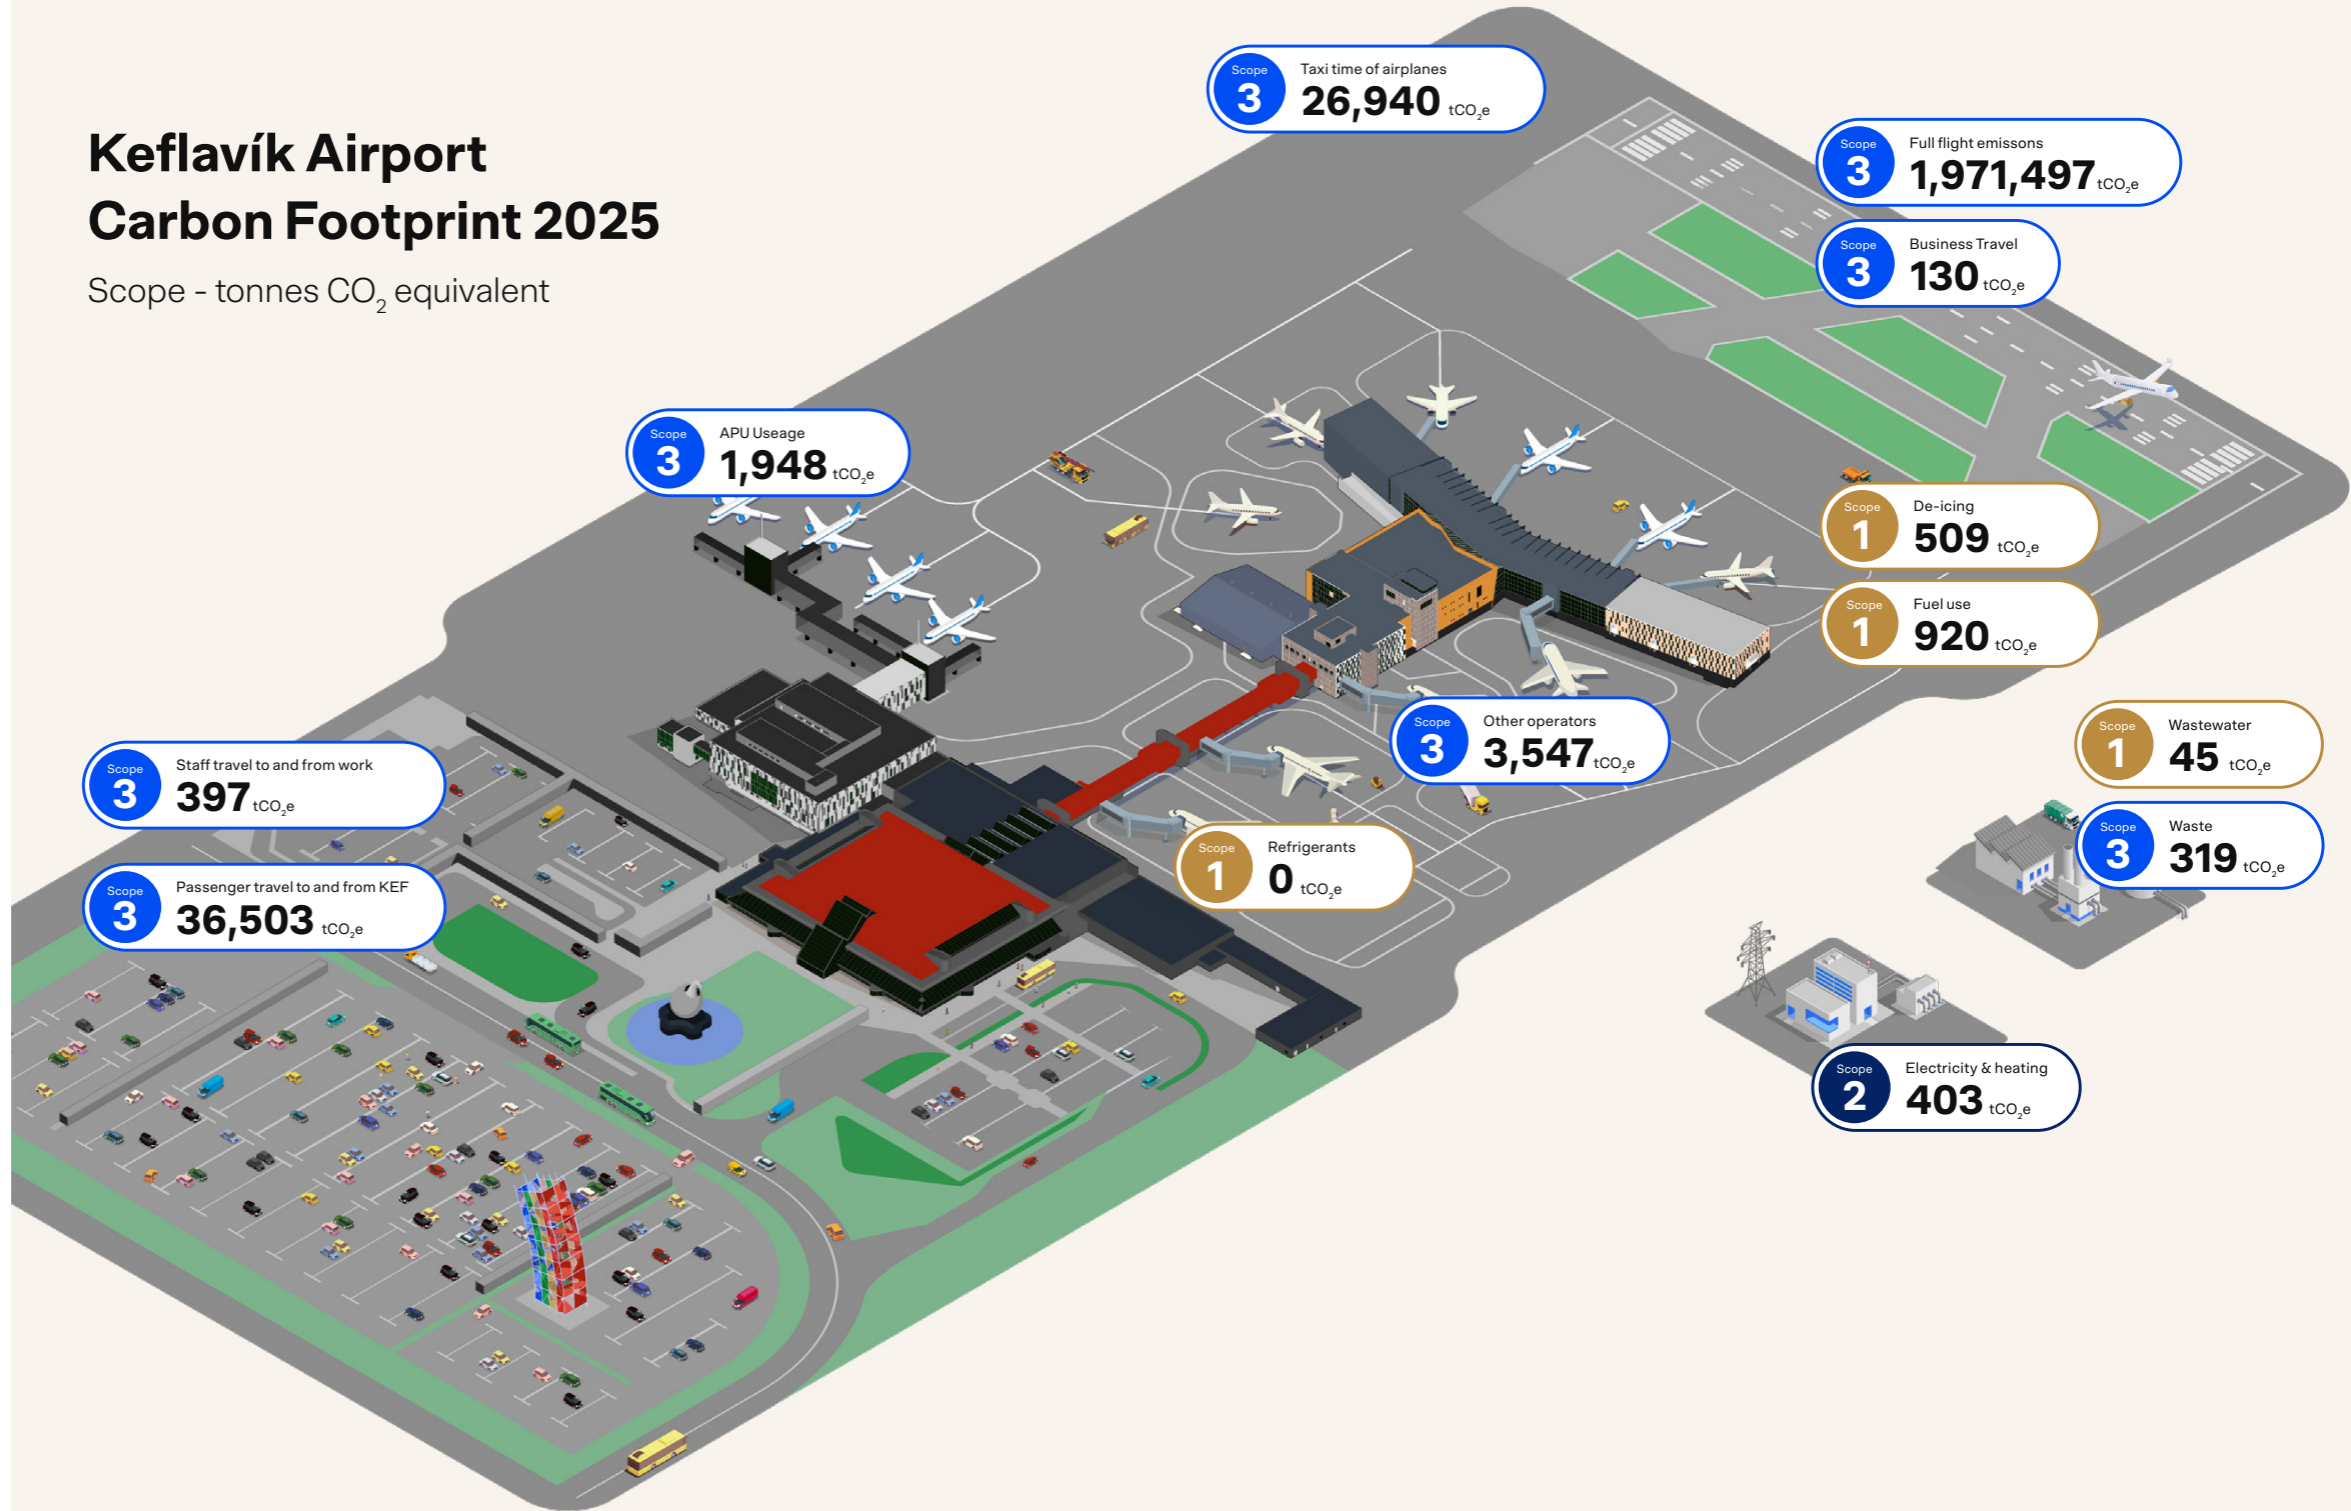 Keflavík Airport
Carbon Footprint 2025
Scope - tonnes CO₂ equivalent
Scope
3
Taxi time of airplanes
26,940 tCO₂e
Scope
3
Full flight emissons
1,971,497 tCO₂e
Scope
3
Business Travel
130 tCO₂e
Scope
3
APU Useage
1,948 tCO₂e
Scope
1
De-icing
509 tCO₂e
Scope
1
Fuel use
920 tCO₂e
Scope
3
Other operators
3,547 tCO₂e
Scope
1
Wastewater
45 tCO₂e
Scope
3
Staff travel to and from work
397 tCO₂e
Scope
3
Waste
319 tCO₂e
Scope
1
Refrigerants
0 tCO₂e
Scope
3
Passenger travel to and from KEF
36,503 tCO₂e
Scope
2
Electricity & heating
403 tCO₂e